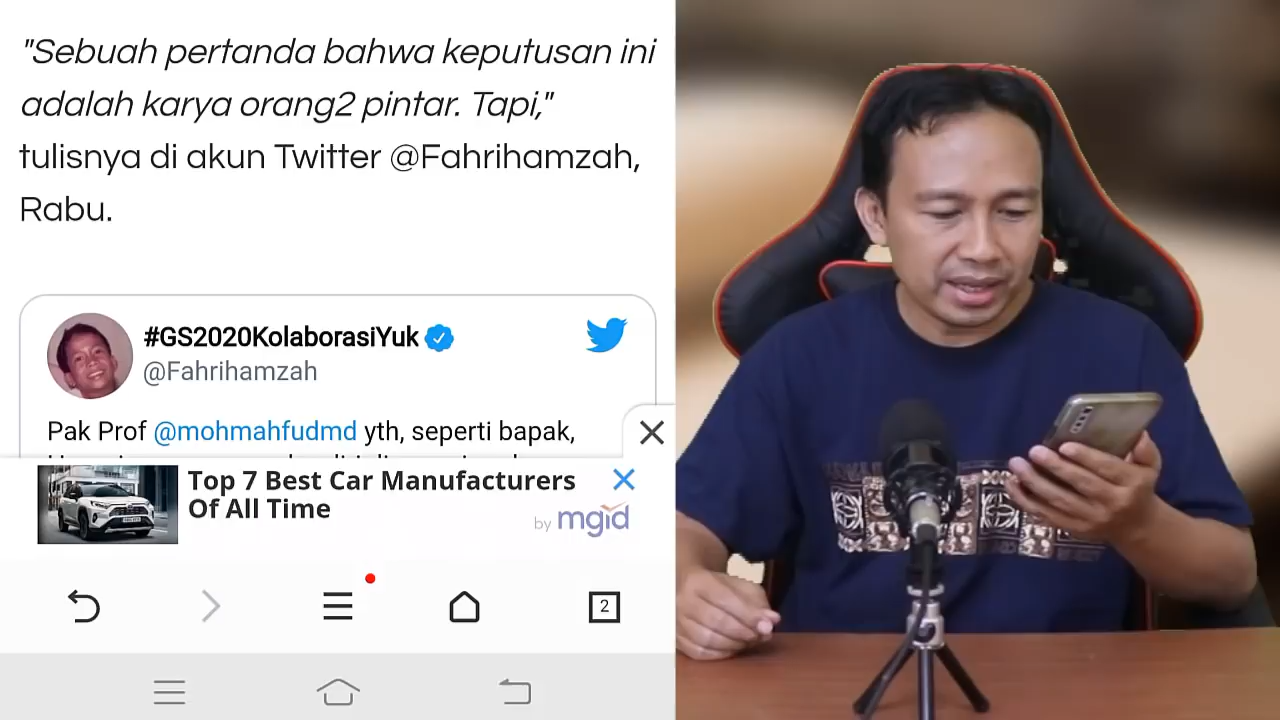 "Sebuah pertanda bahwa keputusan ini
adalah karya orang2 pintar. Tapi,"
tulisnya di akun Twitter @Fahrihamzah,
Rabu.
#GS2020KolaborasiYuk
@Fahrihamzah
Pak Prof @mohmahfudmd yth, seperti bapak,
Top 7 Best Car Manufacturers
Of All Time
by mgid
2